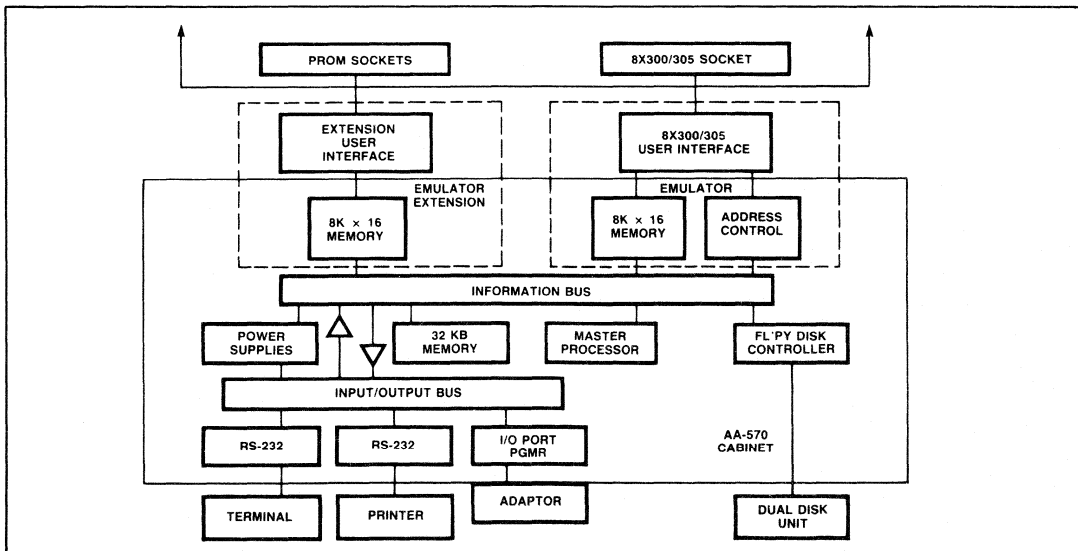 PROM SOCKETS
8X300/305 SOCKET
EXTENSION
USER
INTERFACE
8X300/305
USER INTERFACE
EMULATOR
EXTENSION
EMULATOR
8K × 16
MEMORY
8K × 16
MEMORY
ADDRESS
CONTROL
INFORMATION BUS
POWER
SUPPLIES
32 KB
MEMORY
MASTER
PROCESSOR
FL'PY DISK
CONTROLLER
INPUT/OUTPUT BUS
RS-232
RS-232
I/O PORT
PGMR
AA-570
CABINET
TERMINAL
PRINTER
ADAPTOR
DUAL DISK
UNIT